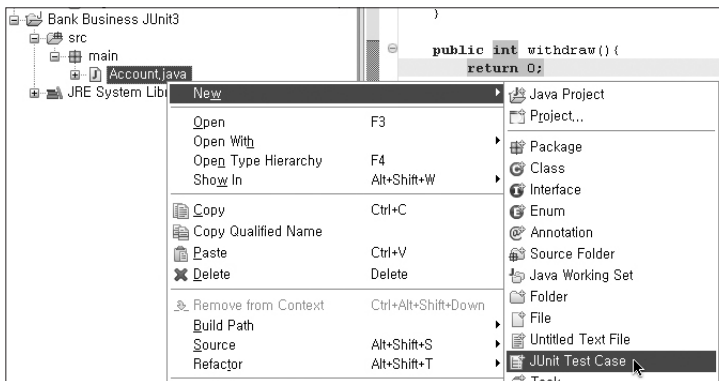 Bank Business JUnit3
src
main
Account.java
JRE System Lib
}
public int withdraw(){
return 0;
New
Open F3
Open With
Open Type Hierarchy F4
Show In Alt+Shift+W
Copy Ctrl+C
Copy Qualified Name
Paste Ctrl+V
Delete Delete
Remove from Context Ctrl+Alt+Shift+Down
Build Path
Source Alt+Shift+S
Refactor Alt+Shift+T
Java Project
Project...
Package
Class
Interface
Enum
Annotation
Source Folder
Java Working Set
Folder
File
Untitled Text File
JUnit Test Case
Task